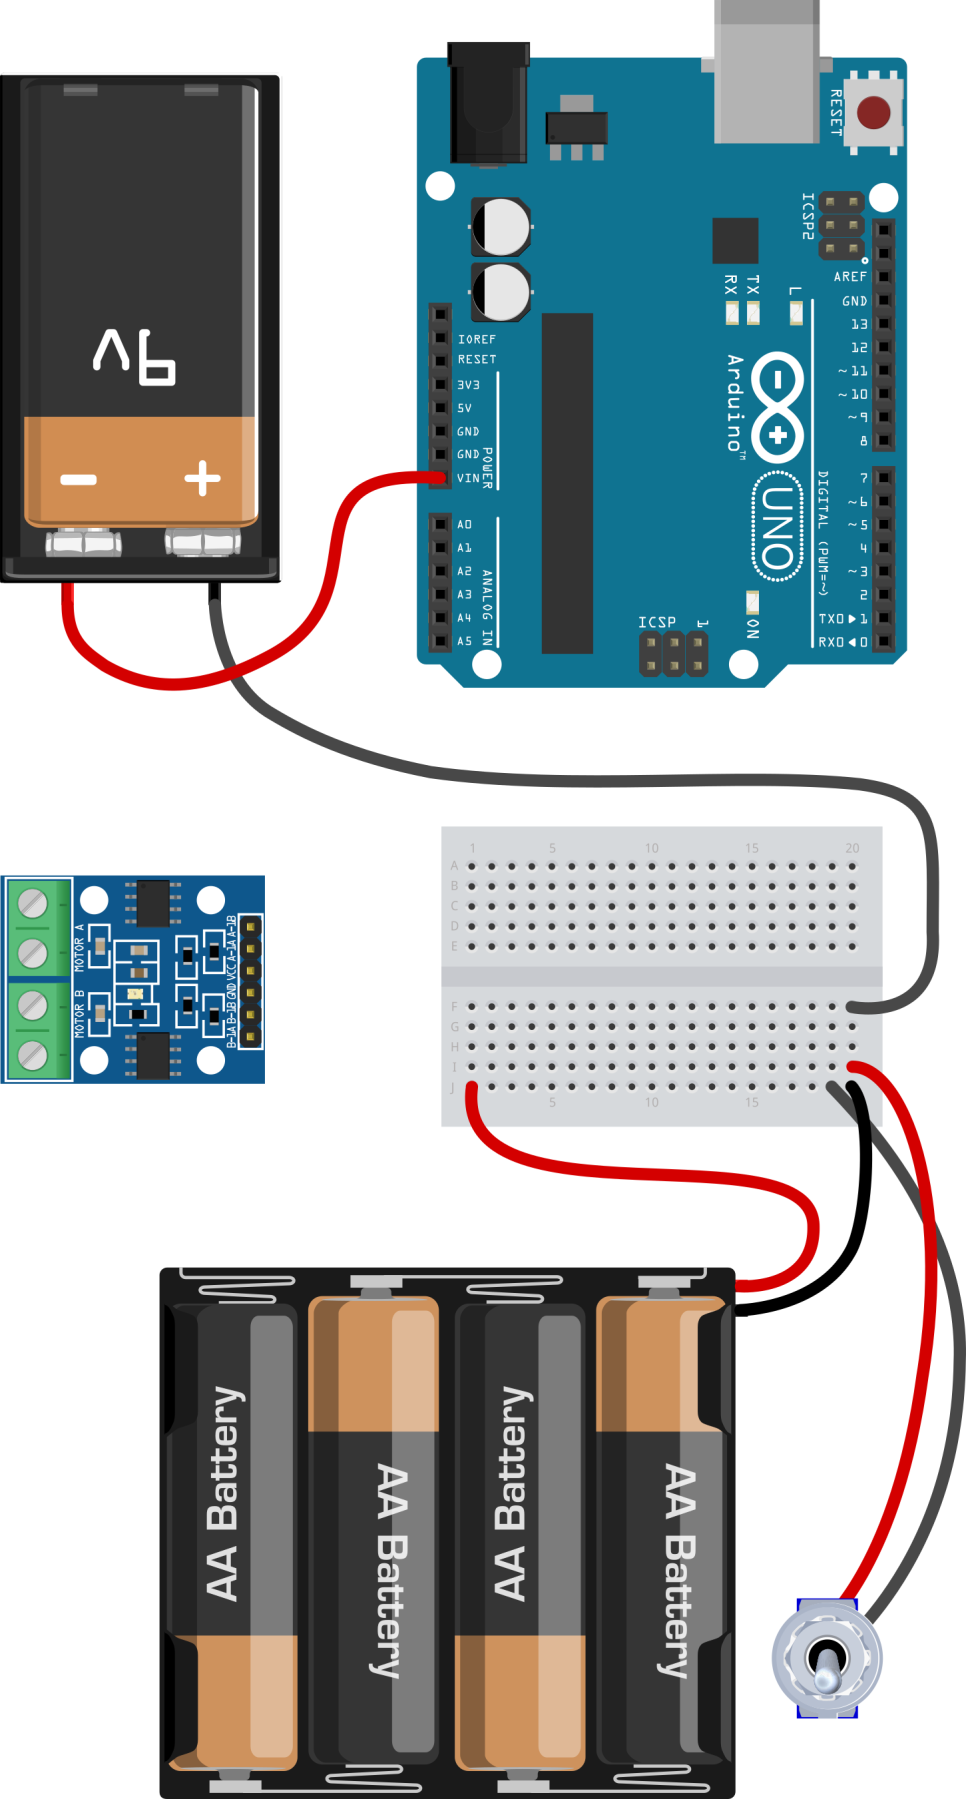 9V
− +
RESET
ICSP2
IOREF
RESET
3V3
5V
GND
GND
VIN
POWER
A0
A1
A2
A3
A4
A5
ANALOG IN
RX
TX
L
Arduino™
UNO
AREF
GND
13
12
~11
~10
~9
8
7
~6
~5
4
~3
2
TX0▶1
RX0◀0
DIGITAL (PWM=~)
ICSP
1
ON
MOTOR A
MOTOR B
A-1B
A-1A
VCC
GND
B-1B
B-1A
1 5 10 15 20
A
B
C
D
E
F
G
H
I
J
5 10 15
AA Battery
AA Battery
AA Battery
AA Battery